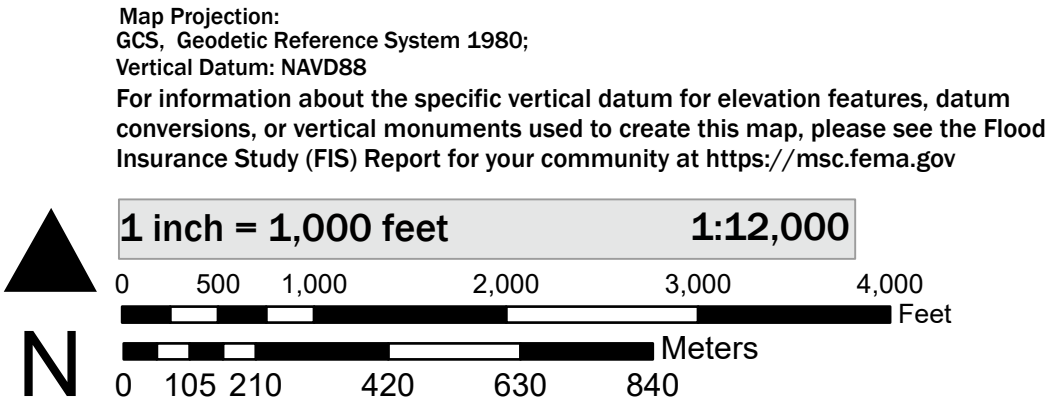 Map Projection:
GCS, Geodetic Reference System 1980;
Vertical Datum: NAVD88
For information about the specific vertical datum for elevation features, datum
conversions, or vertical monuments used to create this map, please see the Flood
Insurance Study (FIS) Report for your community at https://msc.fema.gov
1 inch = 1,000 feet 1:12,000
0 500 1,000 2,000 3,000 4,000
Feet
Meters
0 105 210 420 630 840
N